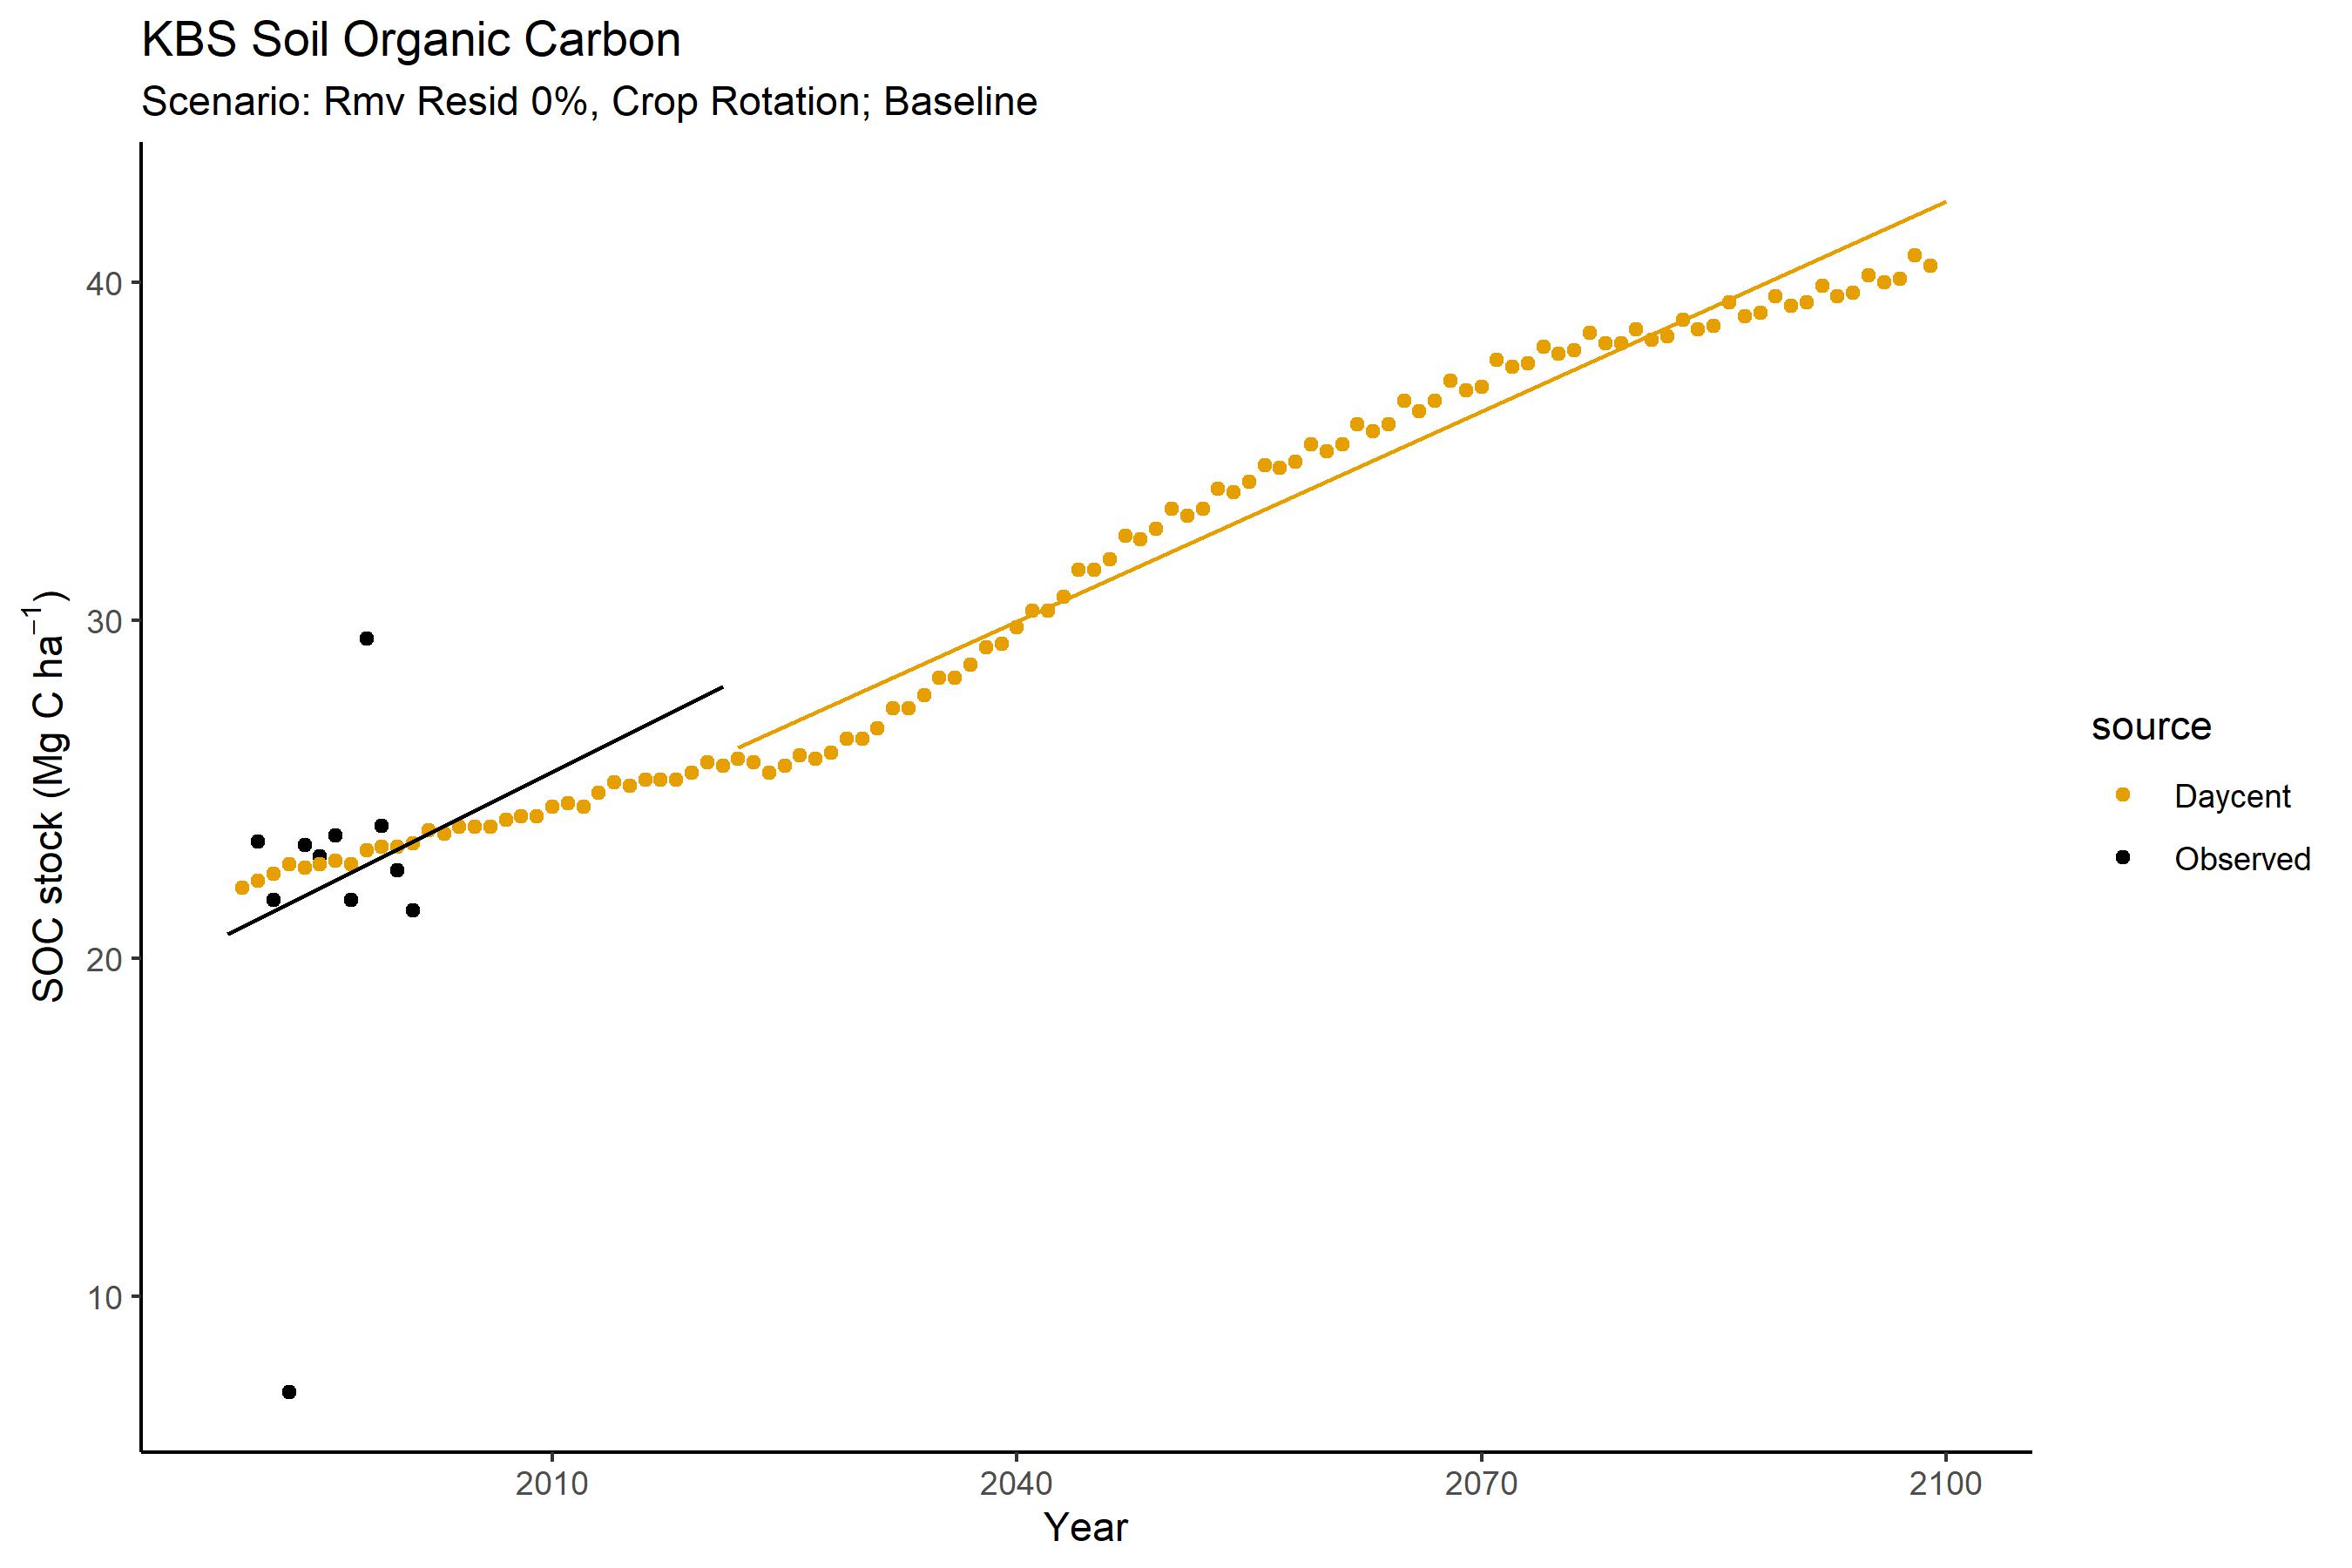 KBS Soil Organic Carbon
Scenario: Rmv Resid 0%, Crop Rotation; Baseline
SOC stock (Mg C ha⁻¹)
40
30
20
10
2010
2040
2070
2100
Year
source
Daycent
Observed